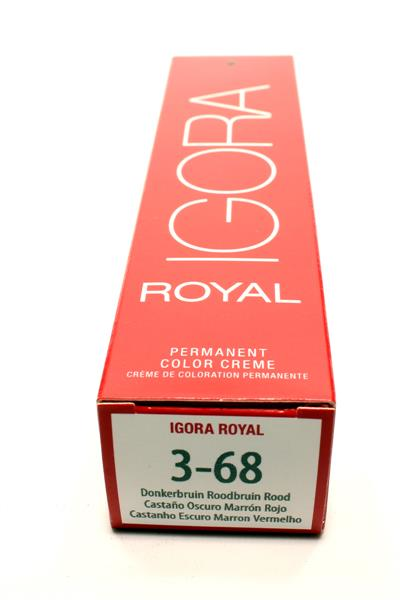 IGORA
ROYAL
PERMANENT
COLOR CREME
CRÈME DE COLORATION PERMANENTE
IGORA ROYAL
3-68
Donkerbruin Roodbruin Rood
Castaño Oscuro Marrón Rojo
Castanho Escuro Marron Vermelho